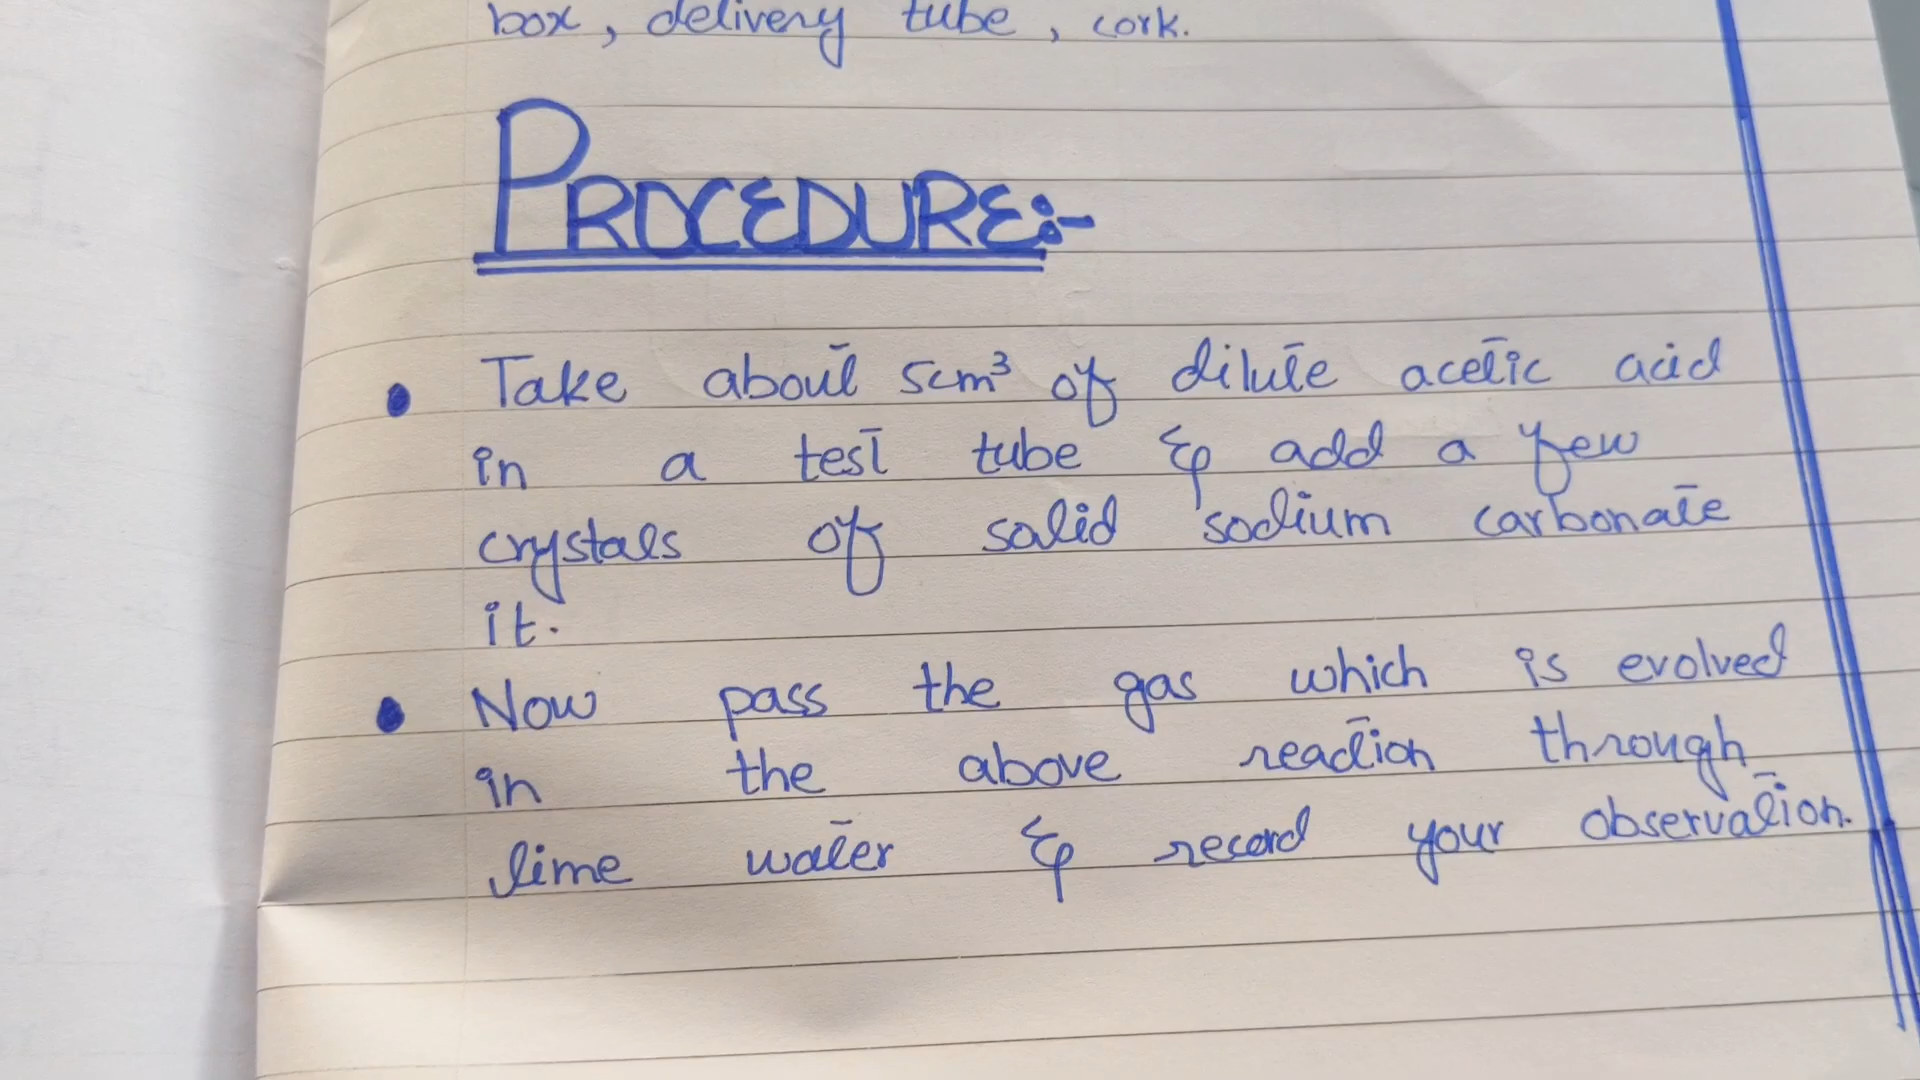 box, delivery tube, cork.
PROCEDURE:-
• Take about 5cm³ of dilute acetic acid
in a test tube & add a few
crystals of salid sodium carbonate
it.
• Now pass the gas which is evolved
in the above reaction through
lime water & record your observation.